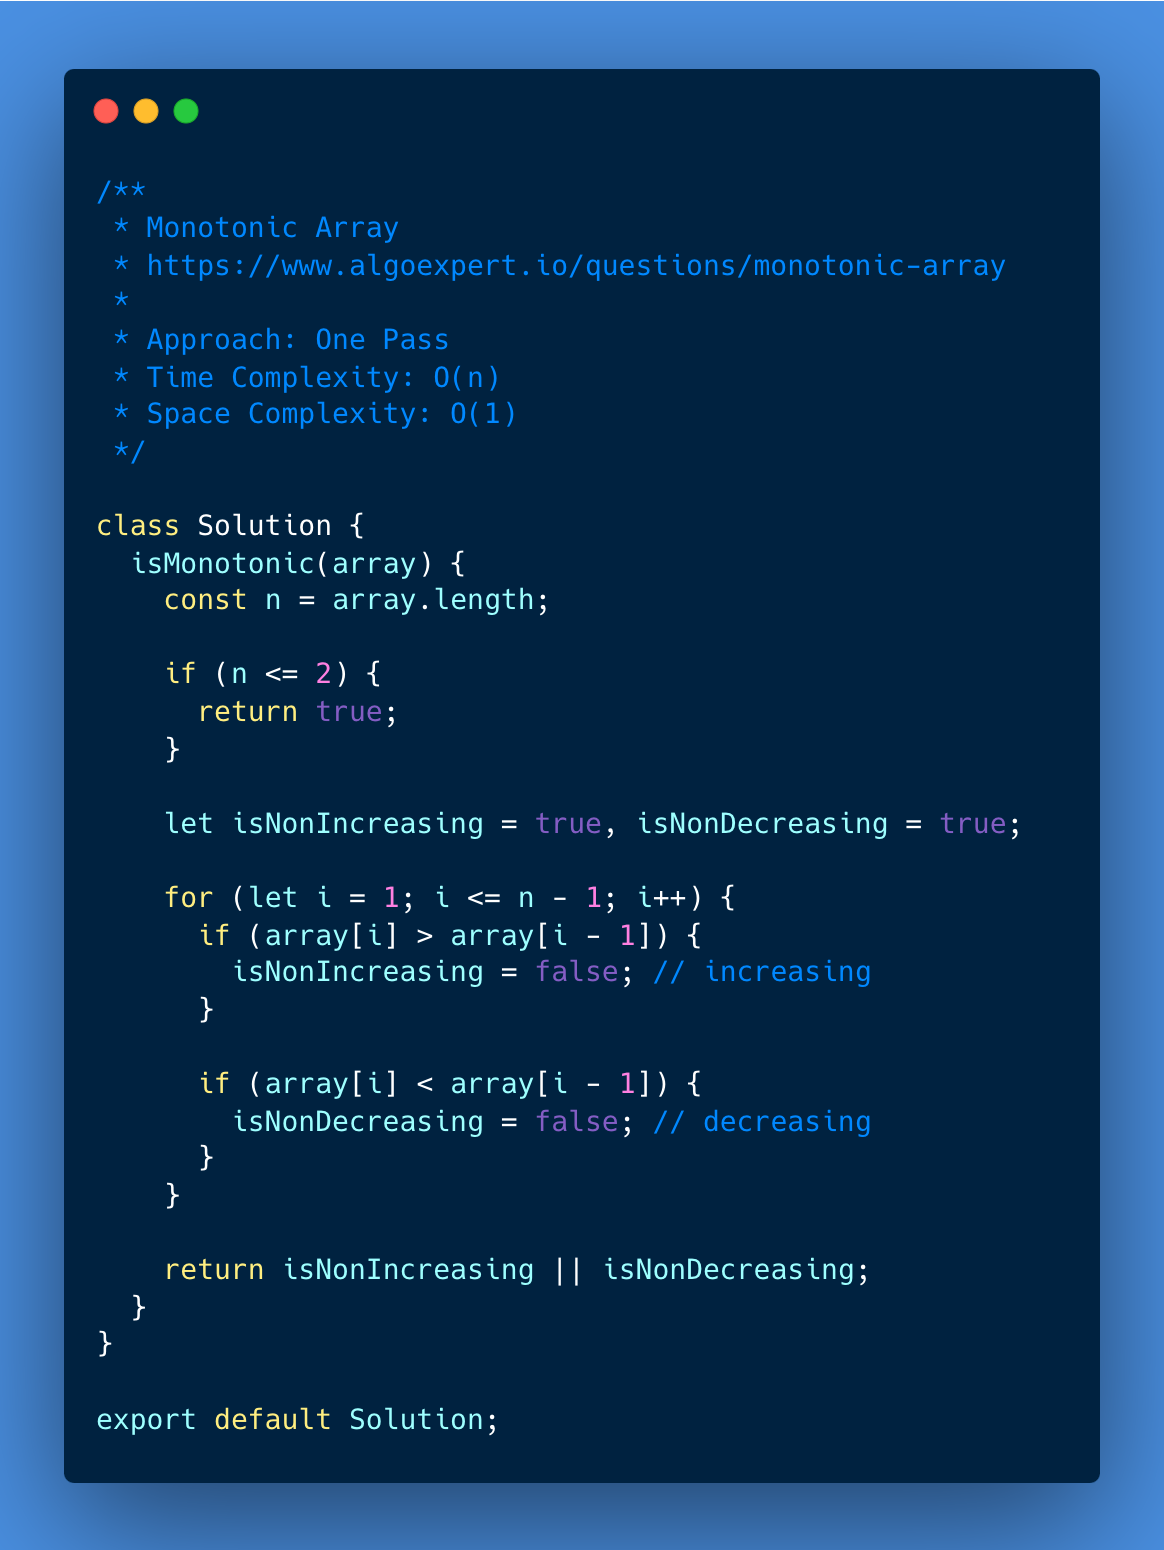 /**
 * Monotonic Array
 * https://www.algoexpert.io/questions/monotonic-array
 *
 * Approach: One Pass
 * Time Complexity: O(n)
 * Space Complexity: O(1)
 */

class Solution {
  isMonotonic(array) {
    const n = array.length;

    if (n <= 2) {
      return true;
    }

    let isNonIncreasing = true, isNonDecreasing = true;

    for (let i = 1; i <= n - 1; i++) {
      if (array[i] > array[i - 1]) {
        isNonIncreasing = false; // increasing
      }

      if (array[i] < array[i - 1]) {
        isNonDecreasing = false; // decreasing
      }
    }

    return isNonIncreasing || isNonDecreasing;
  }
}

export default Solution;